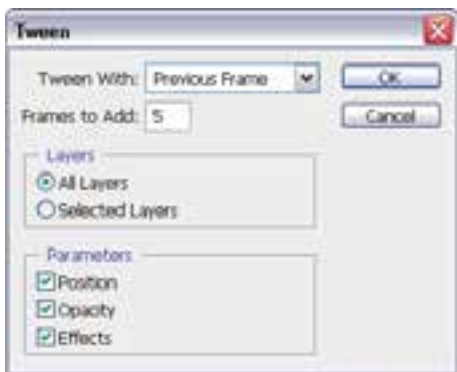 Tween
Tween With: Previous Frame
OK
Frames to Add: 5
Cancel
Layers
All Layers
Selected Layers
Parameters
Position
Opacity
Effects